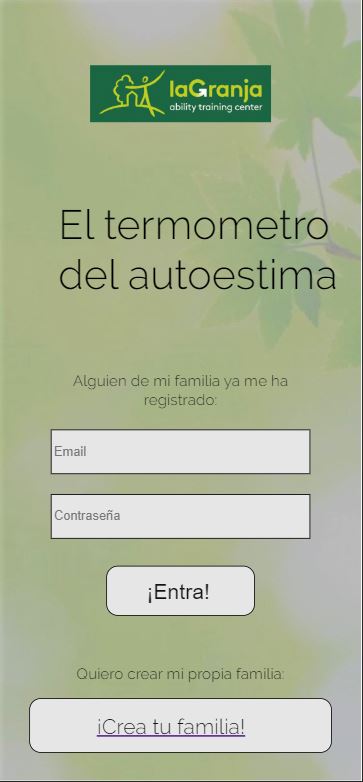 laGranja
ability training center
El termometro
del autoestima
Alguien de mi familia ya me ha
registrado:
Email
Contraseña
¡Entra!
Quiero crear mi propia familia:
¡Crea tu familia!